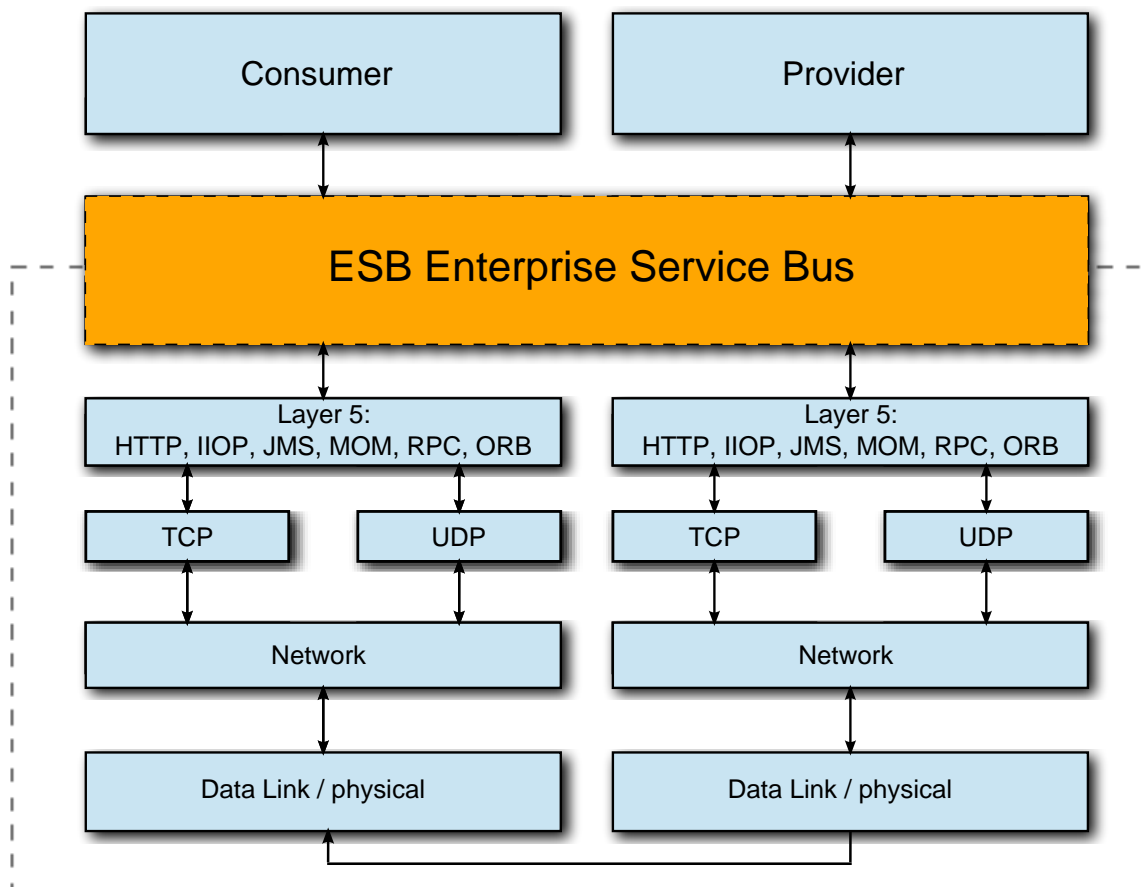 Consumer
Provider
ESB Enterprise Service Bus
Layer 5:
HTTP, IIOP, JMS, MOM, RPC, ORB
Layer 5:
HTTP, IIOP, JMS, MOM, RPC, ORB
TCP
UDP
TCP
UDP
Network
Network
Data Link / physical
Data Link / physical